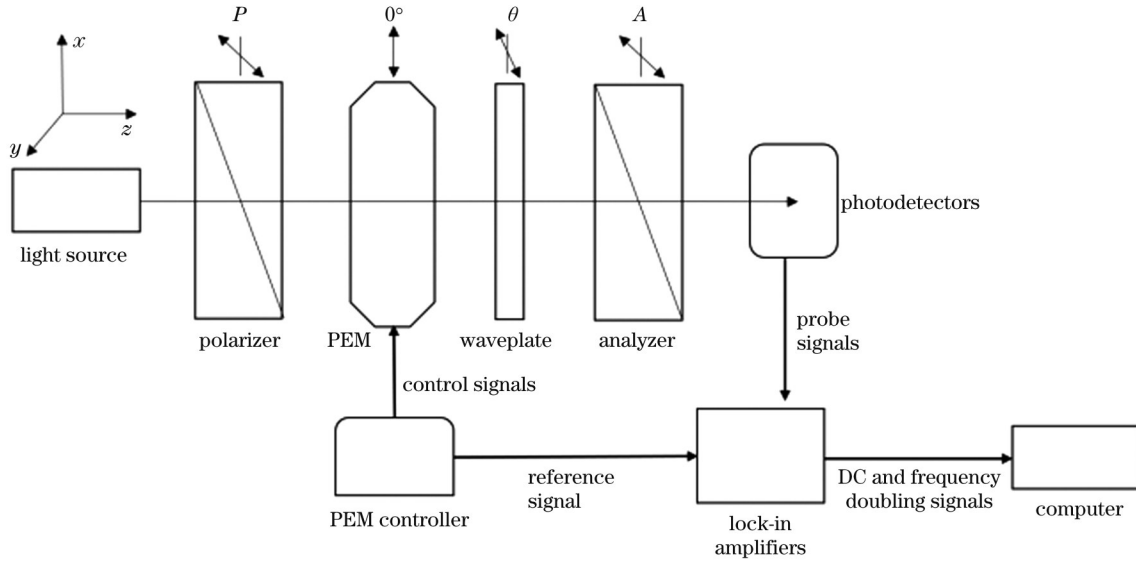 P
0°
θ
A
x
z
y
light source
polarizer
PEM
waveplate
analyzer
photodetectors
probe
signals
control signals
PEM controller
reference
signal
lock-in
amplifiers
DC and frequency
doubling signals
computer